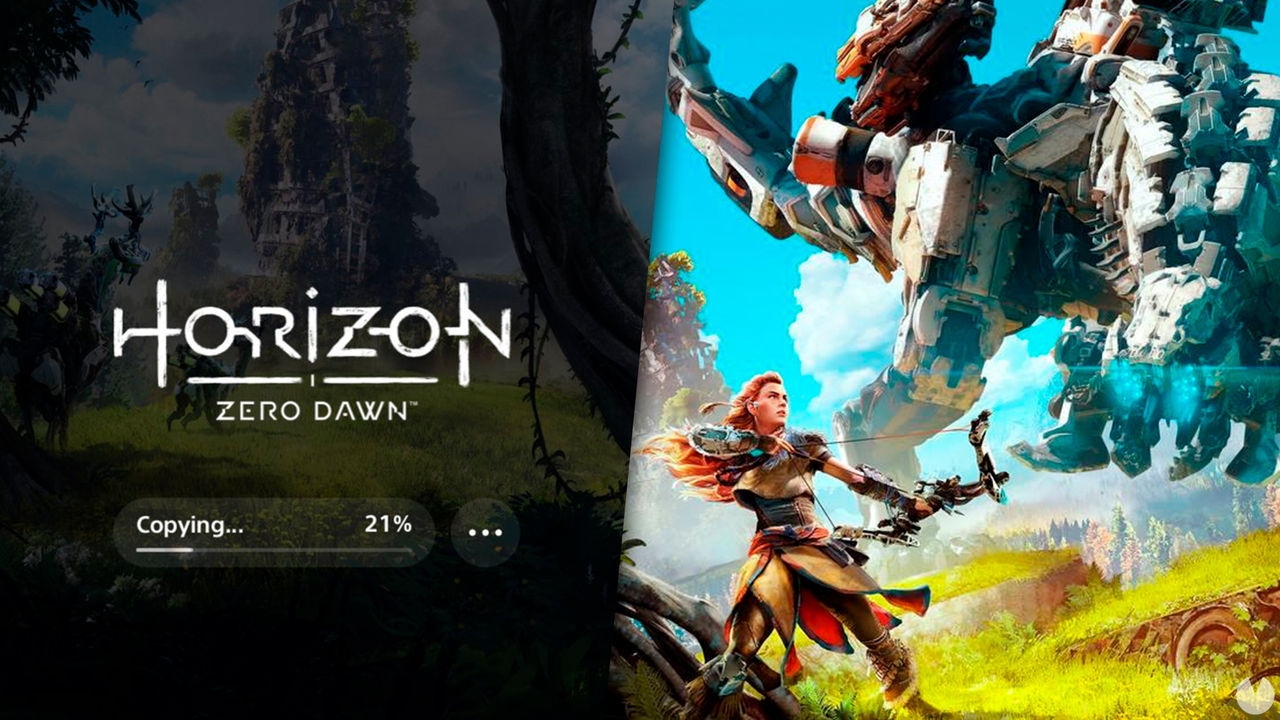 HORIZON
ZERO DAWN™
Copying... 21%